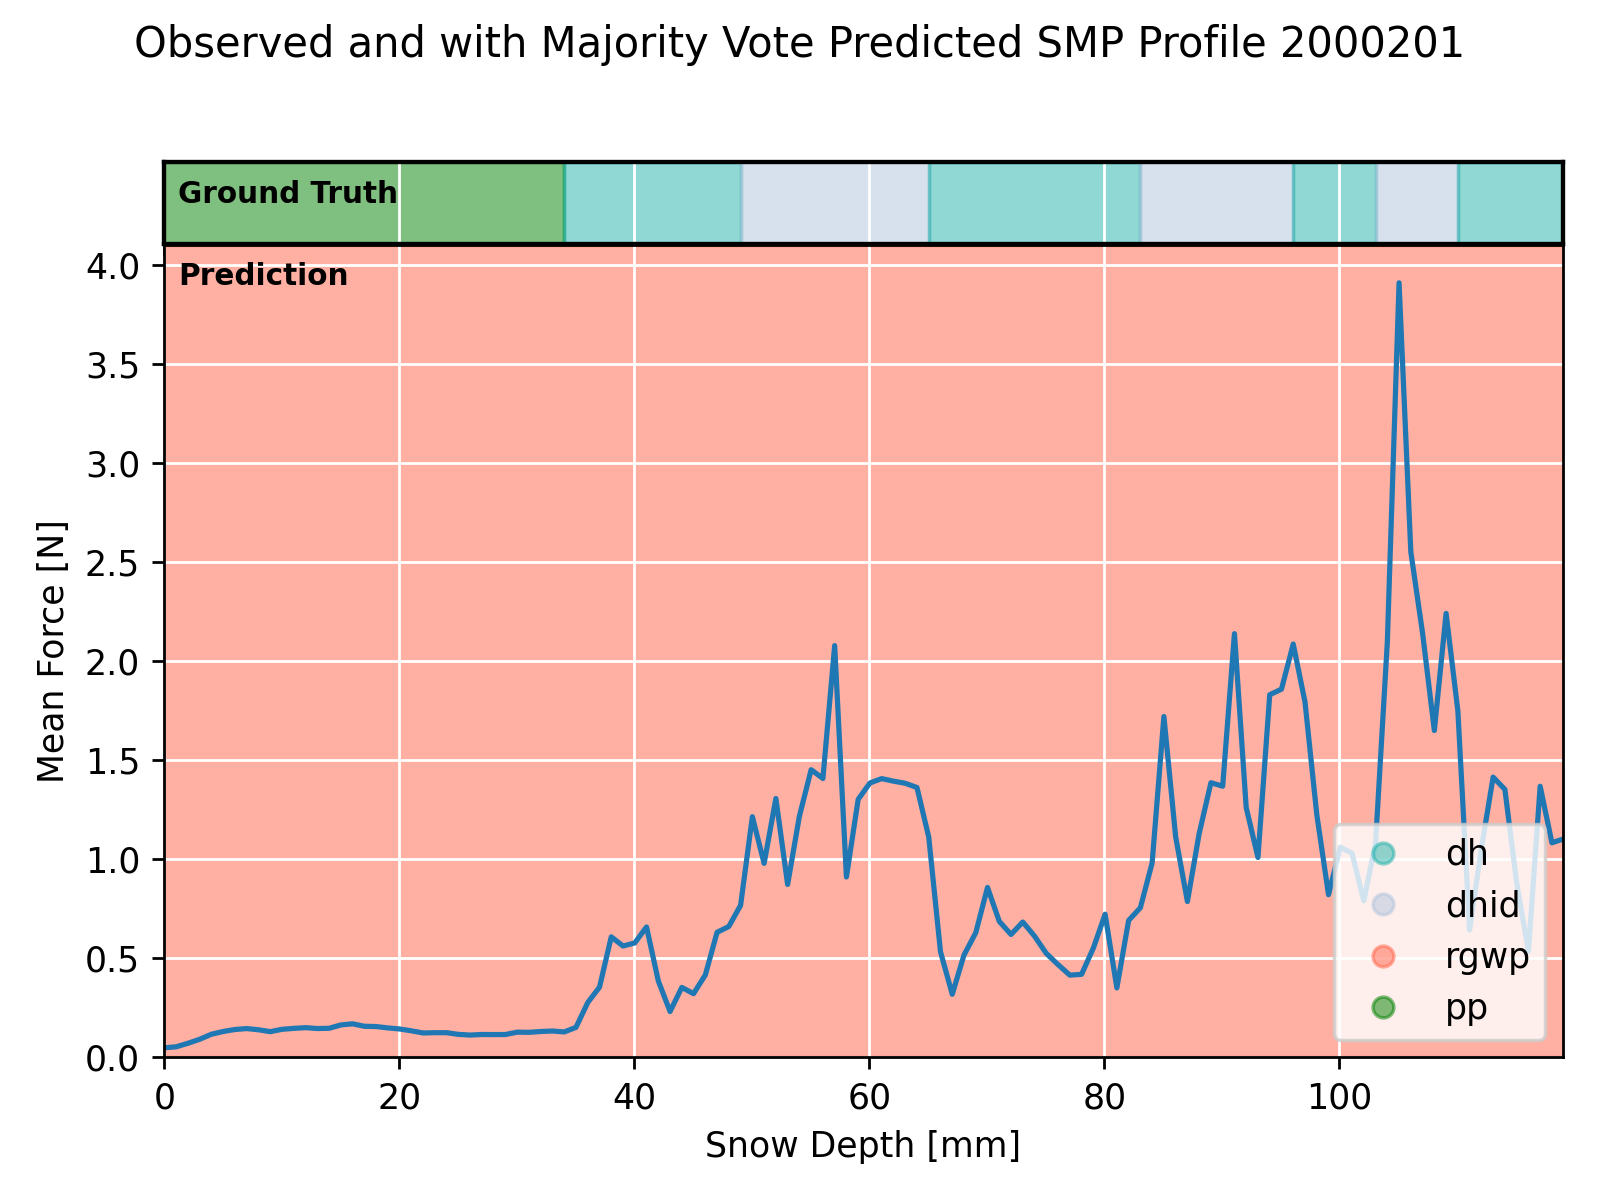 Observed and with Majority Vote Predicted SMP Profile 2000201
Ground Truth
Prediction
4.0
3.5
3.0
2.5
2.0
1.5
1.0
0.5
0.0
Mean Force [N]
dh
dhid
rgwp
pp
0 20 40 60 80 100
Snow Depth [mm]